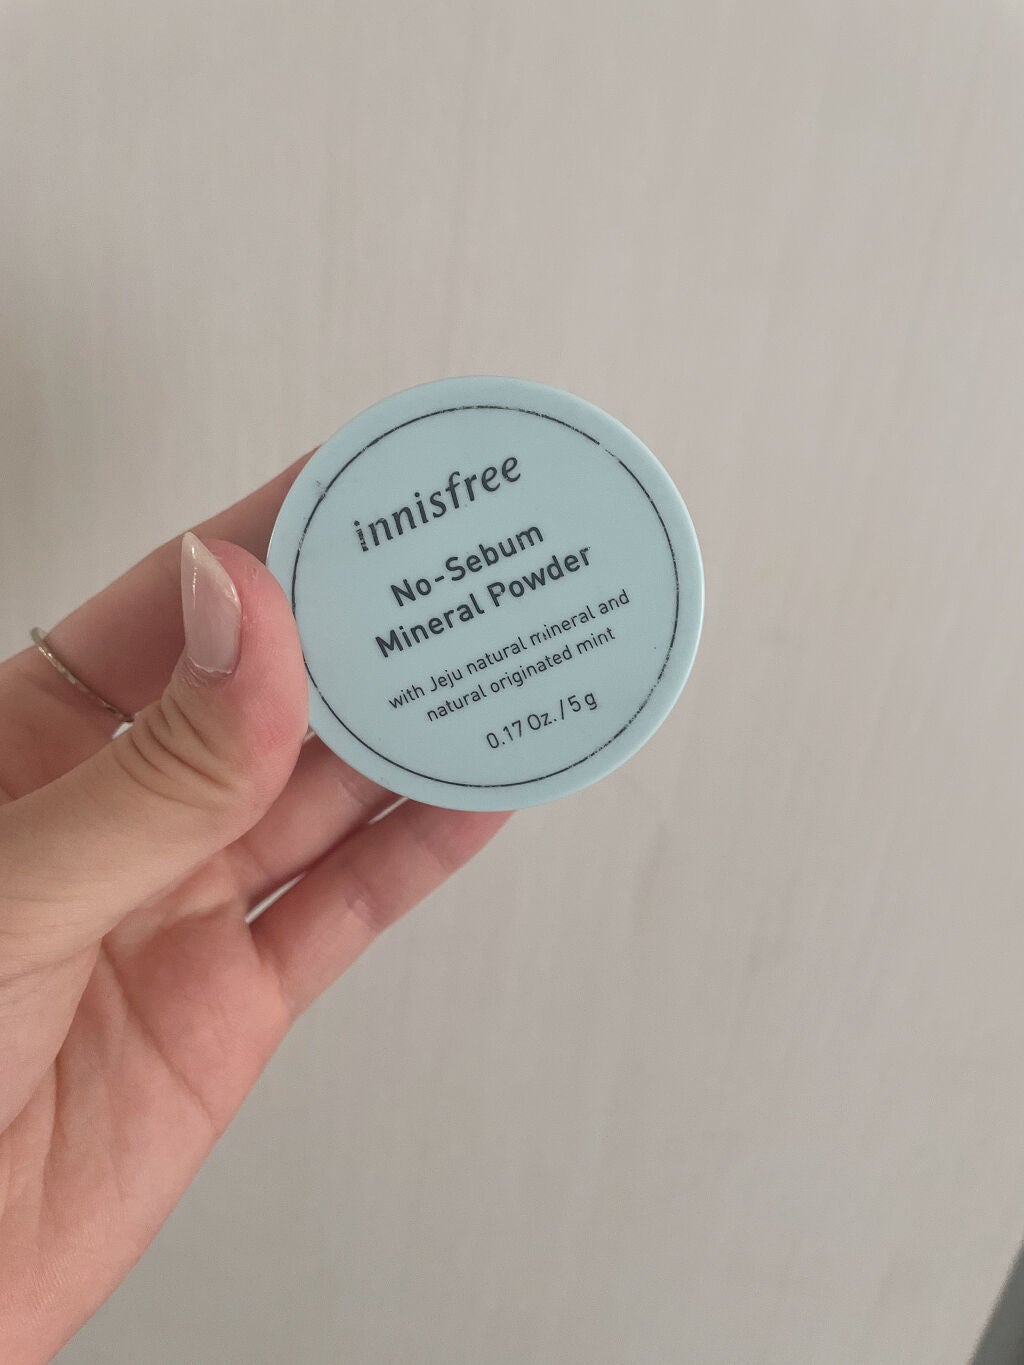 innisfree
No-Sebum
Mineral Powder
with Jeju natural mineral and
natural originated mint
0.17 Oz. / 5 g